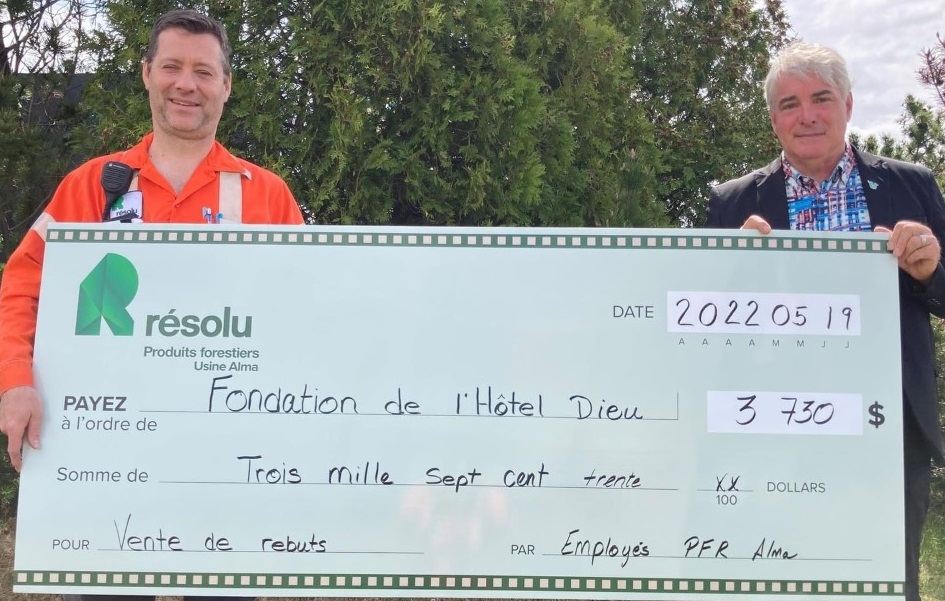 résolu
résolu
Produits forestiers
Usine Alma
DATE 2022 05 19
A A A A M M J J
PAYEZ Fondation de l'Hôtel Dieu 3 730 $
à l'ordre de
Somme de Trois mille sept cent trente XX DOLLARS
100
POUR Vente de rebuts PAR Employés PFR Alma